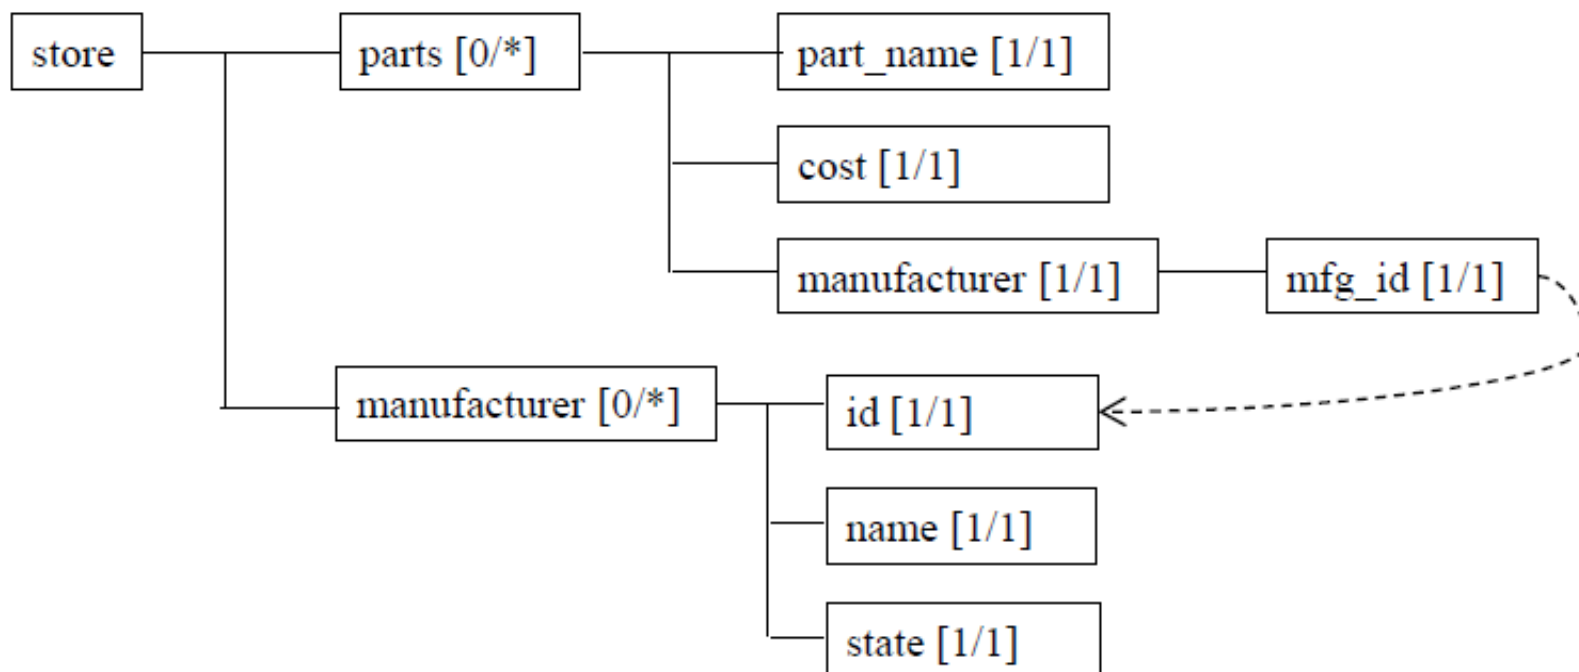 store
parts [0/*]
part_name [1/1]
cost [1/1]
manufacturer [1/1]
mfg_id [1/1]
manufacturer [0/*]
id [1/1]
name [1/1]
state [1/1]